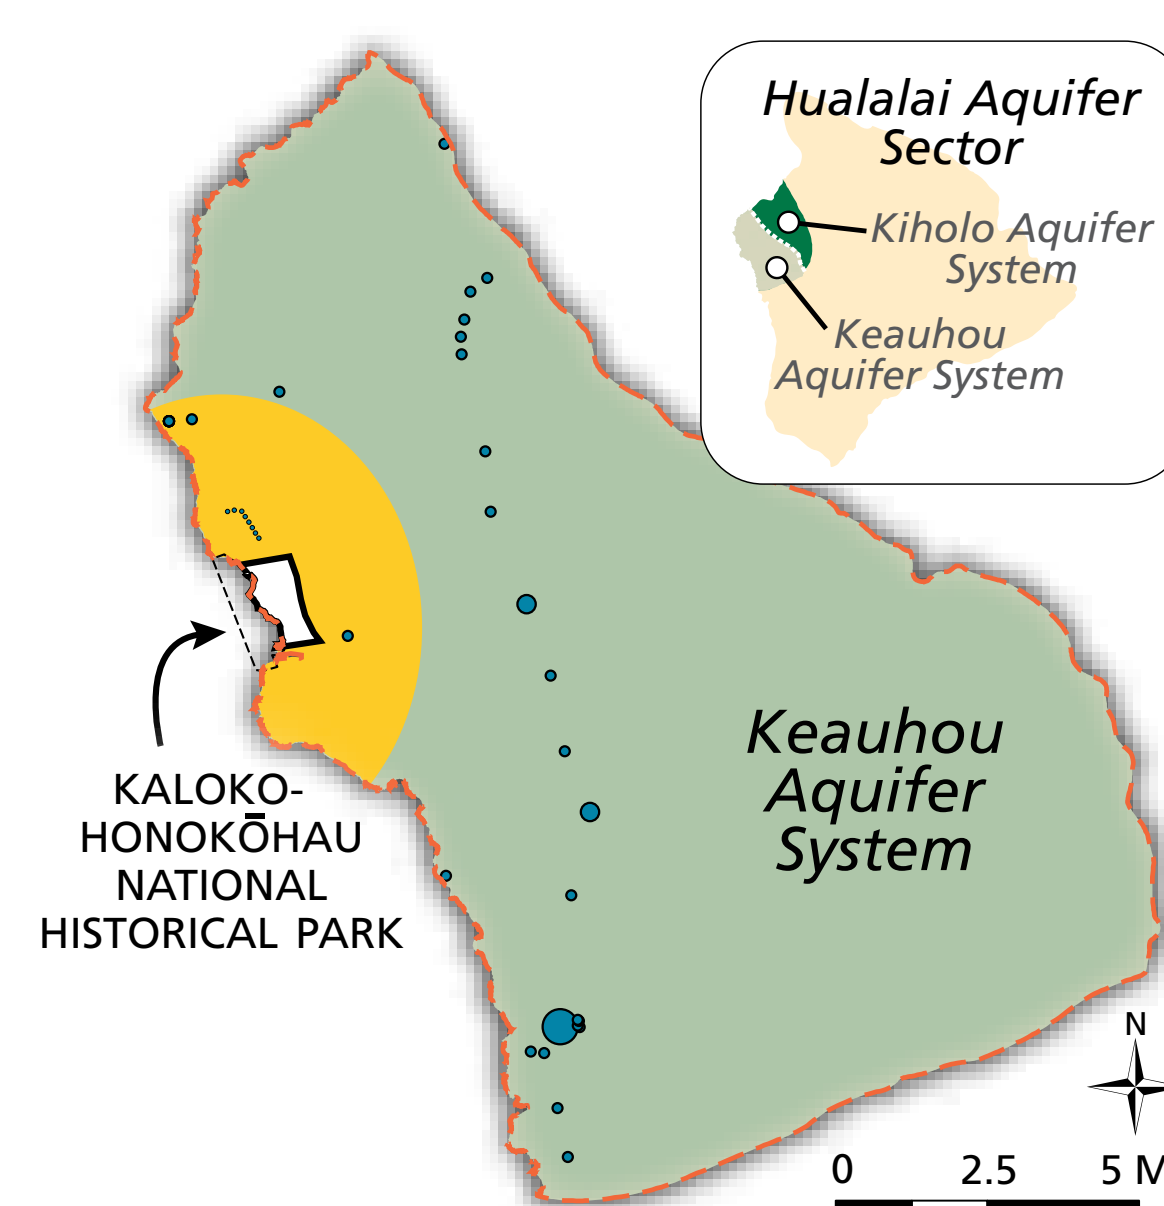 Hualalai Aquifer
Sector
Kiholo Aquifer
System
Keauhou
Aquifer System
Keauhou
Aquifer
System
KALOKO-
HONOKŌHAU
NATIONAL
HISTORICAL PARK
N
0 2.5 5 M